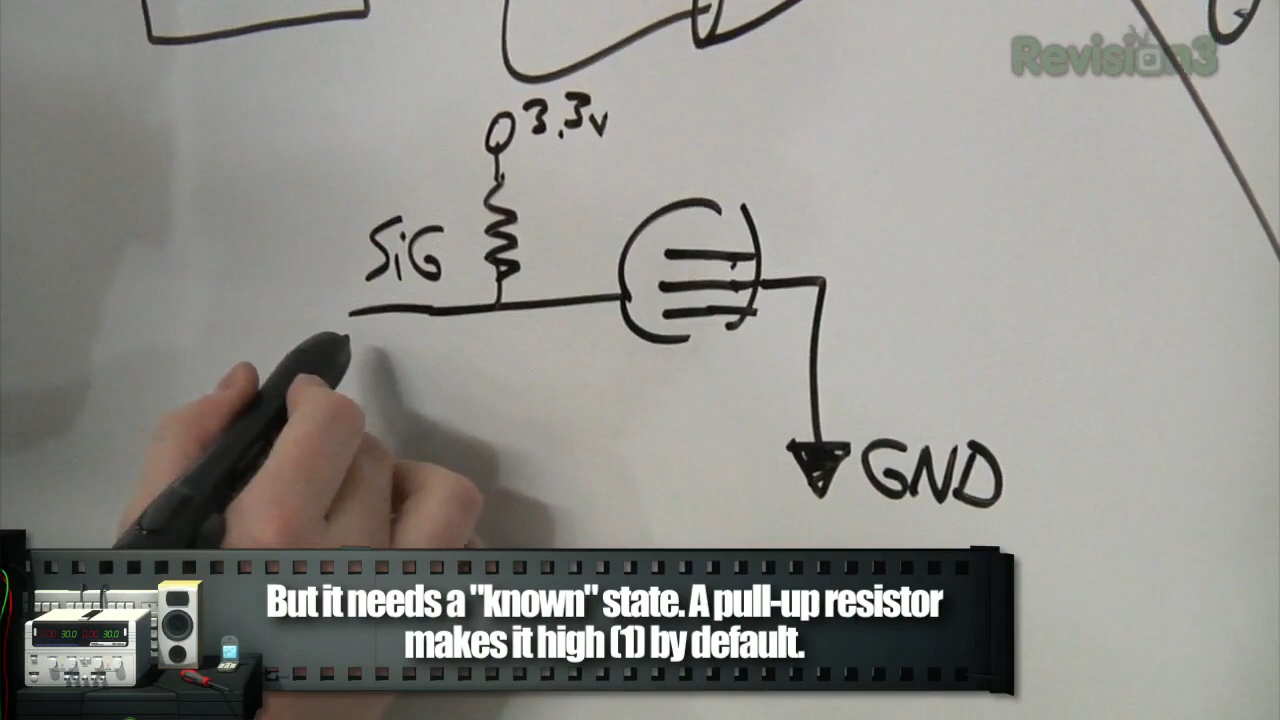 Revision3
3.3v
SiG
GND
But it needs a "known" state. A pull-up resistor
makes it high (1) by default.